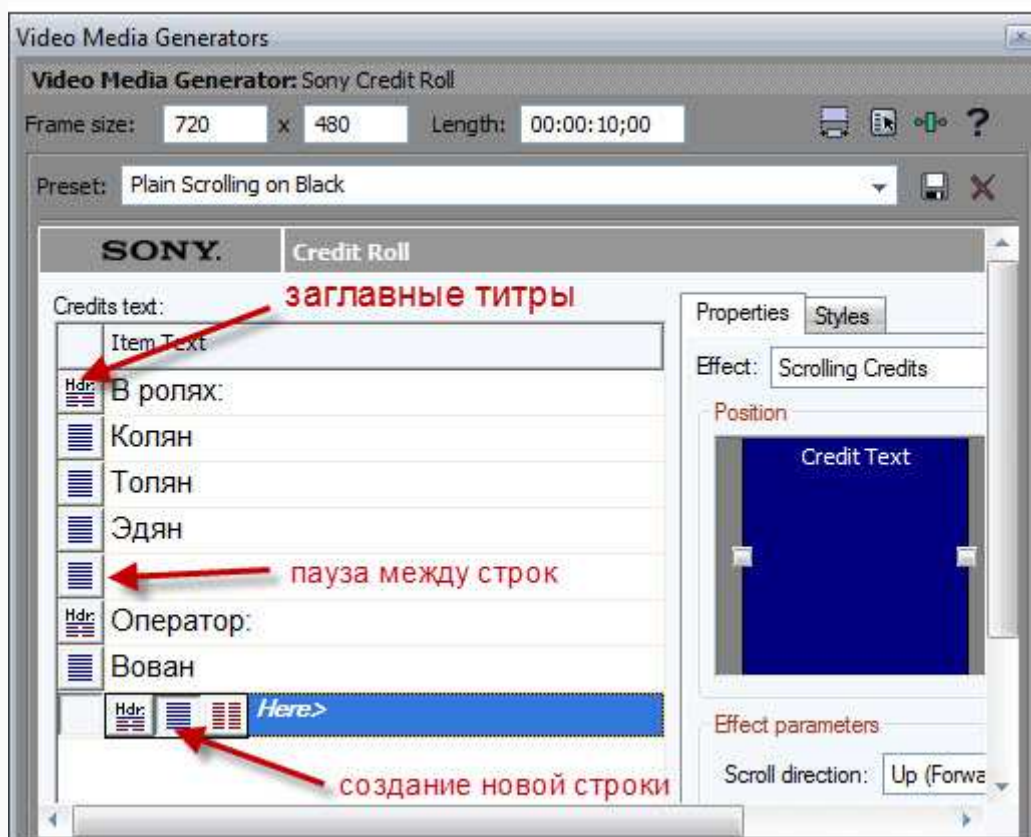 Video Media Generators
Video Media Generator: Sony Credit Roll
Frame size: 720 x 480 Length: 00:00:10;00 ?
Preset: Plain Scrolling on Black
SONY. Credit Roll
Credits text: заглавные титры
Properties Styles
Item Text
Effect: Scrolling Credits
Hdr: В ролях:
Position
Колян
Credit Text
Толян
Эдян
пауза между строк
Hdr: Оператор:
Вован
Hdr: Here>
Effect parameters
создание новой строки
Scroll direction: Up (Forwa